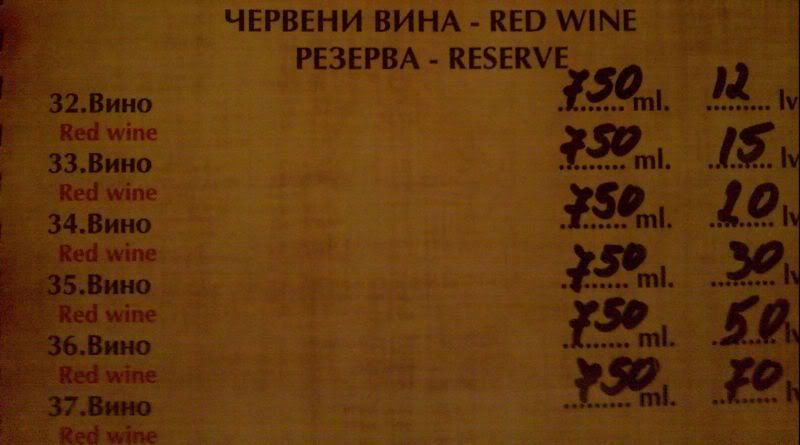 ЧЕРВЕНИ ВИНА - RED WINE
РЕЗЕРВА - RESERVE
32.Вино 750 ml. 12 lv
Red wine
33.Вино 750 ml. 15 lv
Red wine
34.Вино 750 ml. 20 lv
Red wine
35.Вино 750 ml. 30 lv
Red wine
36.Вино 750 ml. 50 lv
Red wine
37.Вино 750 ml. 70 lv
Red wine